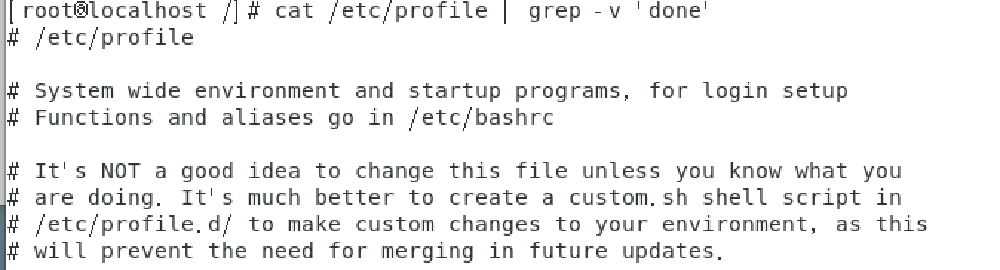 [root@localhost /]# cat /etc/profile | grep -v 'done'
# /etc/profile

# System wide environment and startup programs, for login setup
# Functions and aliases go in /etc/bashrc

# It's NOT a good idea to change this file unless you know what you
# are doing. It's much better to create a custom.sh shell script in
# /etc/profile.d/ to make custom changes to your environment, as this
# will prevent the need for merging in future updates.